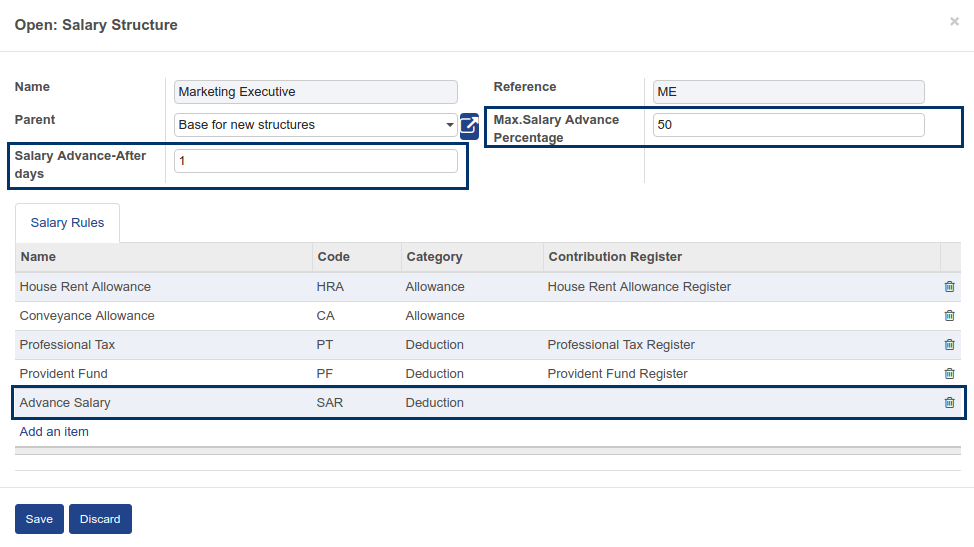 Open: Salary Structure ×
Name Marketing Executive Reference ME
Parent Base for new structures Max.Salary Advance Percentage 50
Salary Advance-After days 1
Salary Rules
Name Code Category Contribution Register
House Rent Allowance HRA Allowance House Rent Allowance Register
Conveyance Allowance CA Allowance
Professional Tax PT Deduction Professional Tax Register
Provident Fund PF Deduction Provident Fund Register
Advance Salary SAR Deduction
Add an item
Save Discard